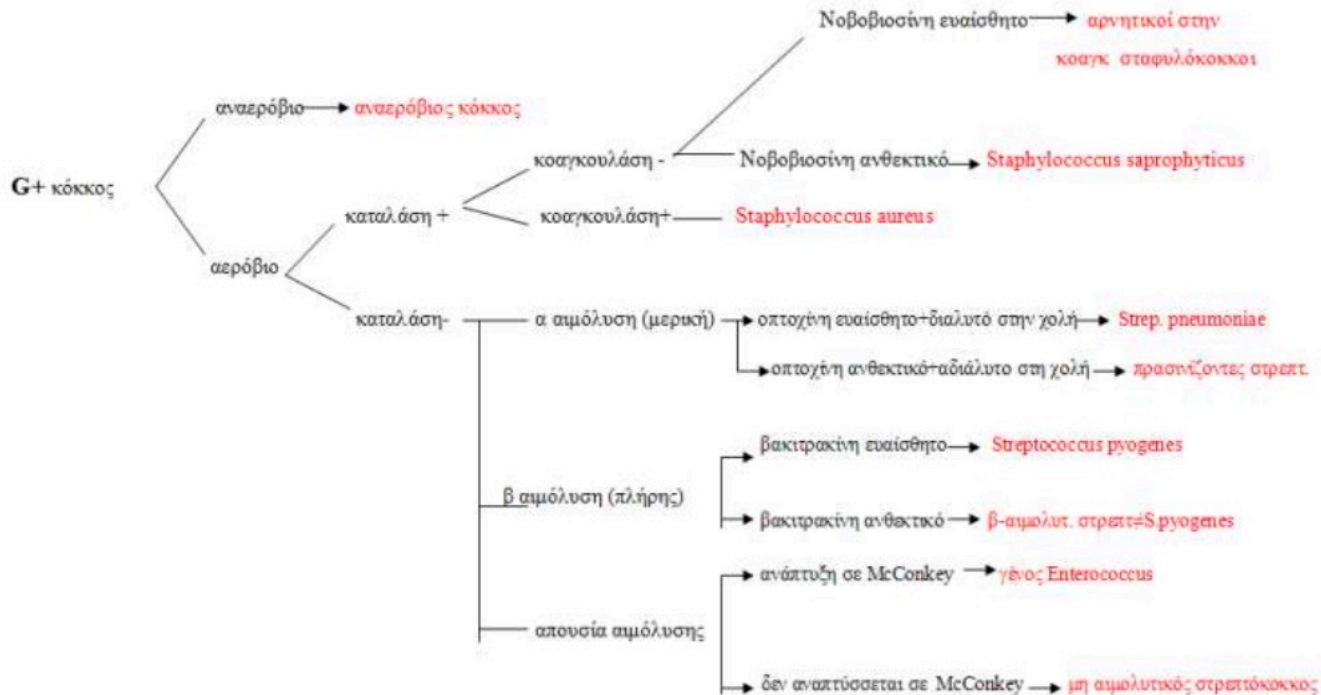 Νοβοβιοσίνη ευαίσθητο αρνητικοί στην
κοαγκ σταφυλόκοκκοι
αναερόβιο αναερόβιος κόκκος
κοαγκουλάση - Νοβοβιοσίνη ανθεκτικό Staphylococcus saprophyticus
G+ κόκκος
καταλάση + κοαγκουλάση+ Staphylococcus aureus
αερόβιο
καταλάση- α αιμόλυση (μερική) οπτοχίνη ευαίσθητο+διαλυτό στην χολή Strep. pneumoniae
οπτοχίνη ανθεκτικό+αδιάλυτο στη χολή πρασινίζοντες στρεπτ.
βακιτρακίνη ευαίσθητο Streptococcus pyogenes
β αιμόλυση (πλήρης)
βακιτρακίνη ανθεκτικό β-αιμολυτ. στρεπτ≠S.pyogenes
ανάπτυξη σε McConkey γένος Enterococcus
απουσία αιμόλυσης
δεν αναπτύσσεται σε McConkey μη αιμολυτικός στρεπτόκοκκος